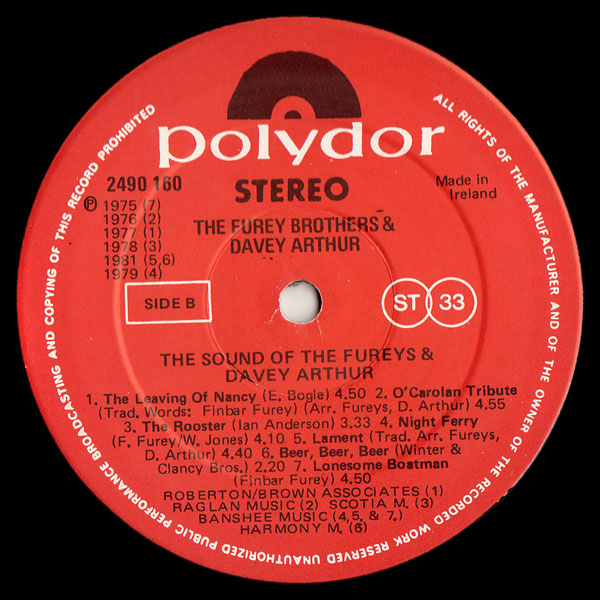 polydor
2490 160
STEREO
Made in
Ireland
℗ 1975 (7)
1976 (2)
1977 (1)
1978 (3)
1981 (5,6)
1979 (4)
THE FUREY BROTHERS &
DAVEY ARTHUR
SIDE B
ST 33
THE SOUND OF THE FUREYS &
DAVEY ARTHUR
1. The Leaving Of Nancy (E. Bogle) 4.50 2. O'Carolan Tribute
(Trad. Words: Finbar Furey) (Arr. Fureys, D. Arthur) 4.55
3. The Rooster (Ian Anderson) 3.33 4. Night Ferry
(F. Furey/W. Jones) 4.10 5. Lament (Trad. Arr. Fureys,
D. Arthur) 4.40 6. Beer, Beer, Beer (Winter &
Clancy Bros.) 2.20 7. Lonesome Boatman
(Finbar Furey) 4.50
ROBERTON/BROWN ASSOCIATES (1)
RAGLAN MUSIC (2) SCOTIA M. (3)
BANSHEE MUSIC (4,5. & 7.)
HARMONY M. (6)
ALL RIGHTS OF THE MANUFACTURER AND OF THE OWNER OF THE RECORDED WORK RESERVED UNAUTHORIZED PUBLIC PERFORMANCE BROADCASTING AND COPYING OF THIS RECORD PROHIBITED